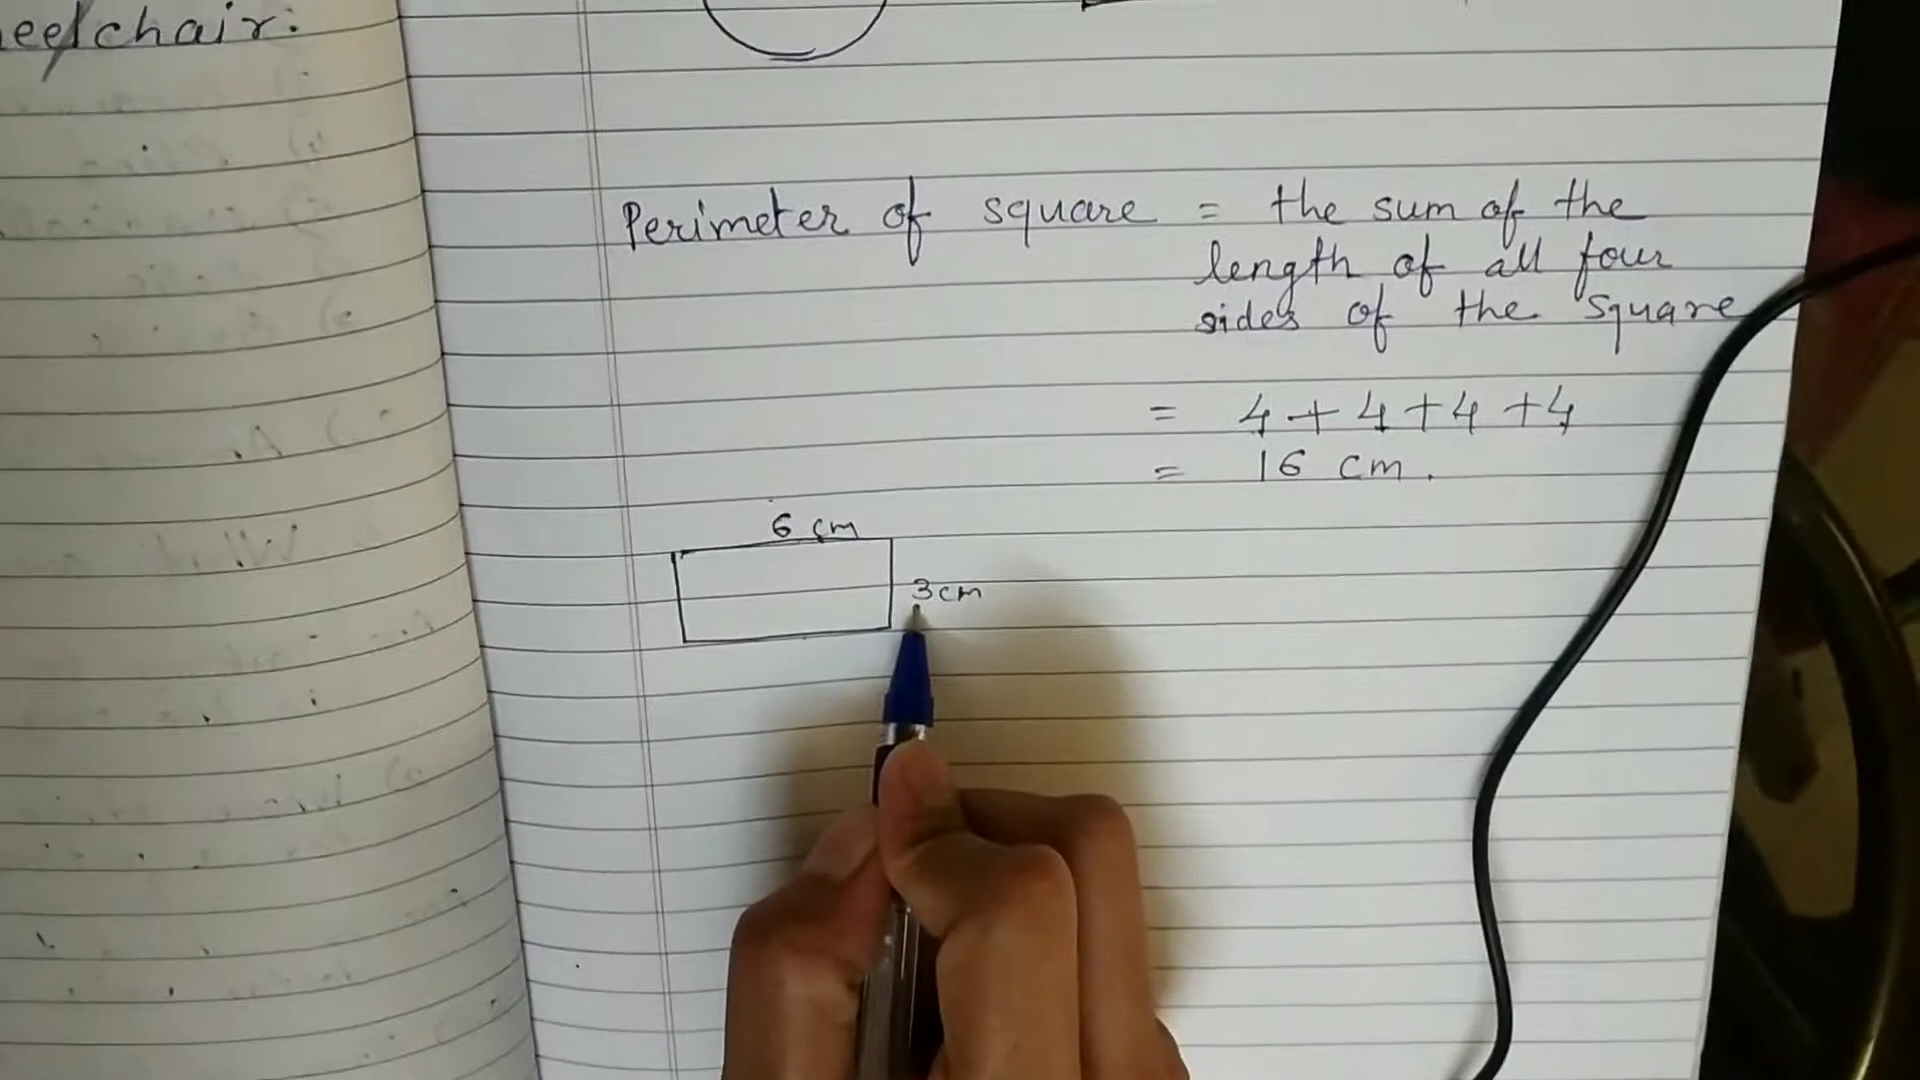 Perimeter of square = the sum of the
length of all four
sides of the square
= 4 + 4 + 4 + 4
= 16 cm.
6 cm
3cm